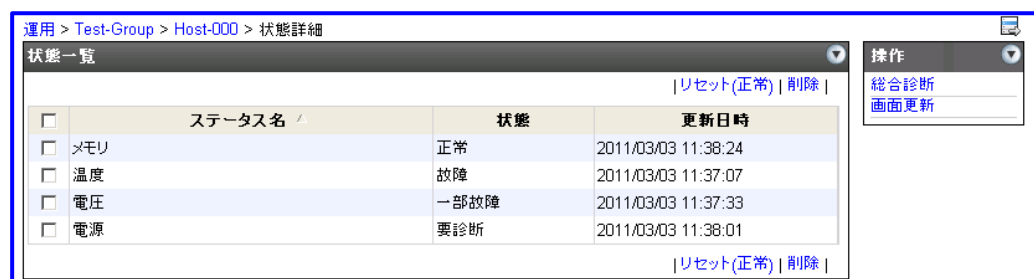 運用 > Test-Group > Host-000 > 状態詳細
状態一覧
| リセット(正常) | 削除 |
ステータス名 状態 更新日時
メモリ 正常 2011/03/03 11:38:24
温度 故障 2011/03/03 11:37:07
電圧 一部故障 2011/03/03 11:37:33
電源 要診断 2011/03/03 11:38:01
| リセット(正常) | 削除 |
操作
総合診断
画面更新